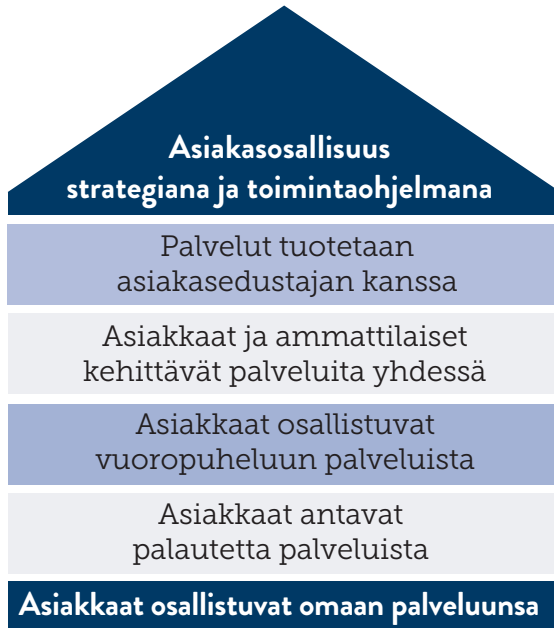 Asiakasosallisuus
strategiana ja toimintaohjelmana
Palvelut tuotetaan
asiakasedustajan kanssa
Asiakkaat ja ammattilaiset
kehittävät palveluita yhdessä
Asiakkaat osallistuvat
vuoropuheluun palveluista
Asiakkaat antavat
palautetta palveluista
Asiakkaat osallistuvat omaan palveluunsa